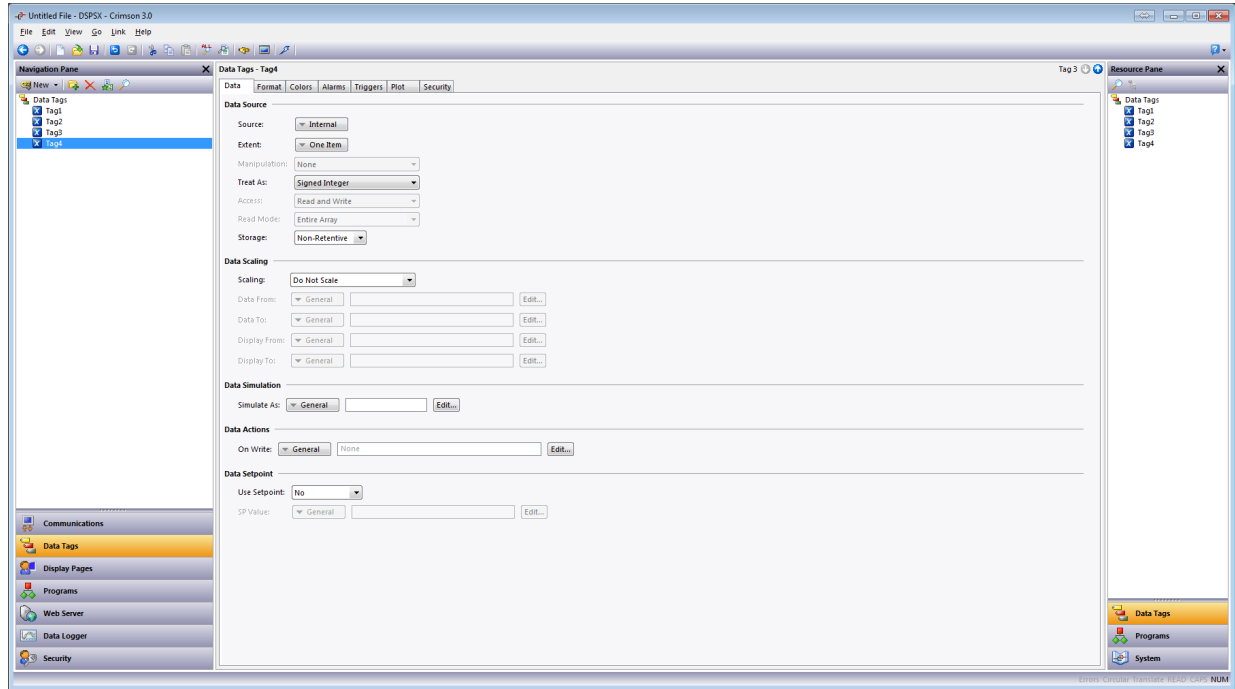 Untitled File - DSPSX - Crimson 3.0
File Edit View Go Link Help
Navigation Pane
New
Data Tags
Tag1
Tag2
Tag3
Tag4
Communications
Data Tags
Display Pages
Programs
Web Server
Data Logger
Security
Data Tags - Tag4
Tag 3
Data Format Colors Alarms Triggers Plot Security
Data Source
Source: Internal
Extent: One Item
Manipulation: None
Treat As: Signed Integer
Access: Read and Write
Read Mode: Entire Array
Storage: Non-Retentive
Data Scaling
Scaling: Do Not Scale
Data From: General Edit...
Data To: General Edit...
Display From: General Edit...
Display To: General Edit...
Data Simulation
Simulate As: General Edit...
Data Actions
On Write: General None Edit...
Data Setpoint
Use Setpoint: No
SP Value: General Edit...
Resource Pane
Data Tags
Tag1
Tag2
Tag3
Tag4
Data Tags
Programs
System
Errors Circular Translate READ CAPS NUM